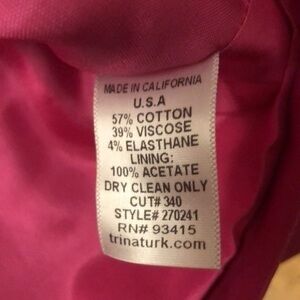 MADE IN CALIFORNIA
U.S.A
57% COTTON
39% VISCOSE
4% ELASTHANE
LINING:
100% ACETATE
DRY CLEAN ONLY
CUT# 340
STYLE# 270241
RN# 93415
trinaturk.com